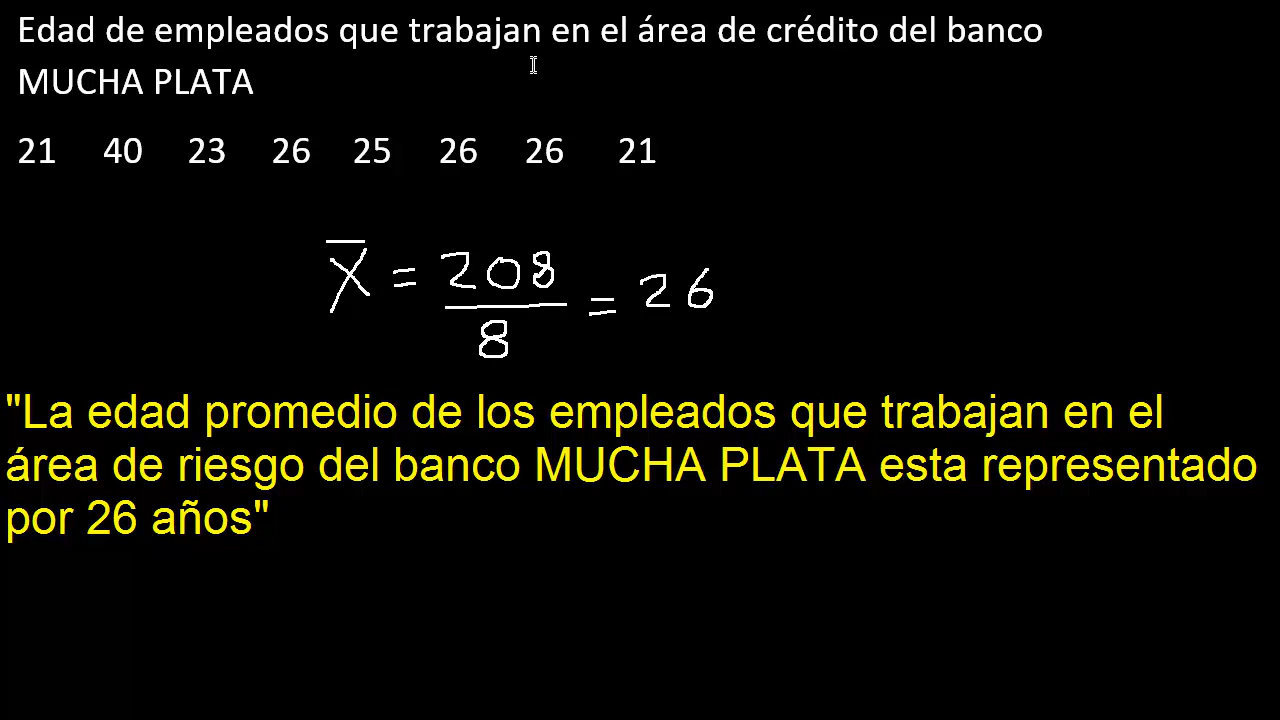 Edad de empleados que trabajan en el área de crédito del banco
MUCHA PLATA
21 40 23 26 25 26 26 21
X̅ = 208/8 = 26
"La edad promedio de los empleados que trabajan en el
área de riesgo del banco MUCHA PLATA esta representado
por 26 años"